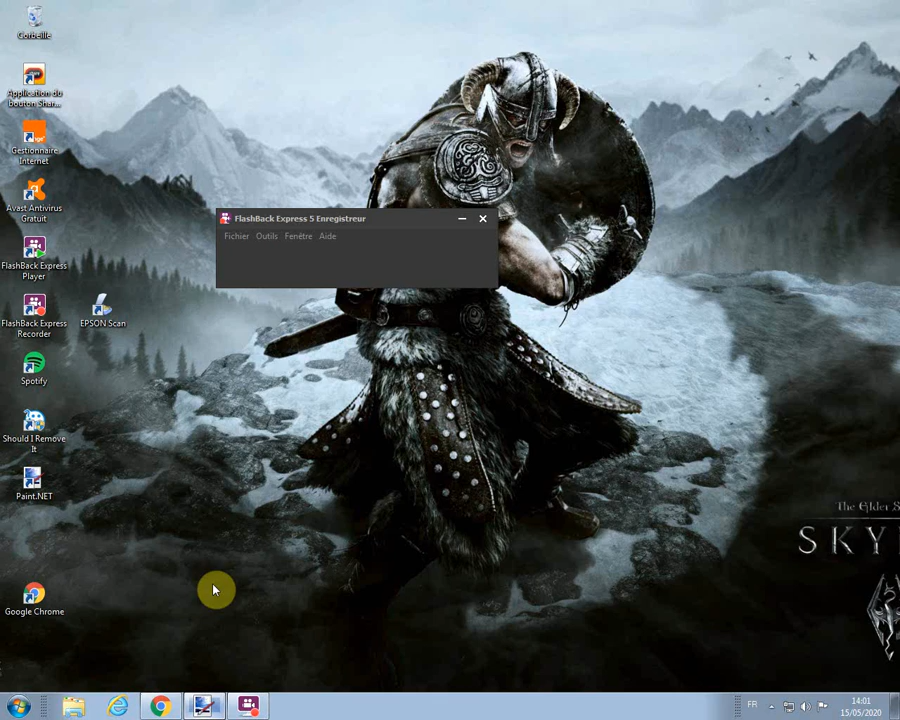 Corbeille
Application du
bouton Shar...
Gestionnaire
Internet
Avast Antivirus
Gratuit
FlashBack Express
Player
FlashBack Express
Recorder
EPSON Scan
Spotify
Should I Remove
It
Paint.NET
Google Chrome
FlashBack Express 5 Enregistreur
Fichier Outils Fenêtre Aide
The Elder S
SKY
FR
14:01
15/05/2020